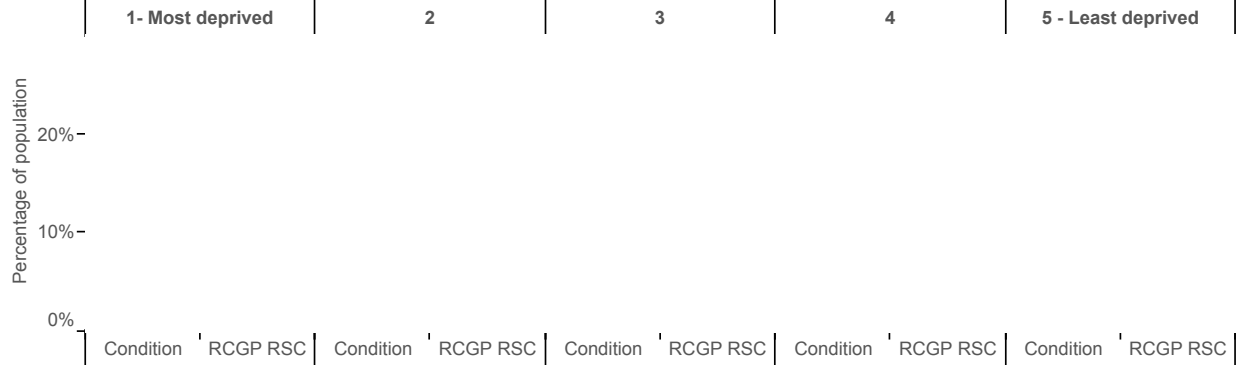 1- Most deprived 2 3 4 5 - Least deprived
Percentage of population
20%
10%
0%
Condition RCGP RSC Condition RCGP RSC Condition RCGP RSC Condition RCGP RSC Condition RCGP RSC